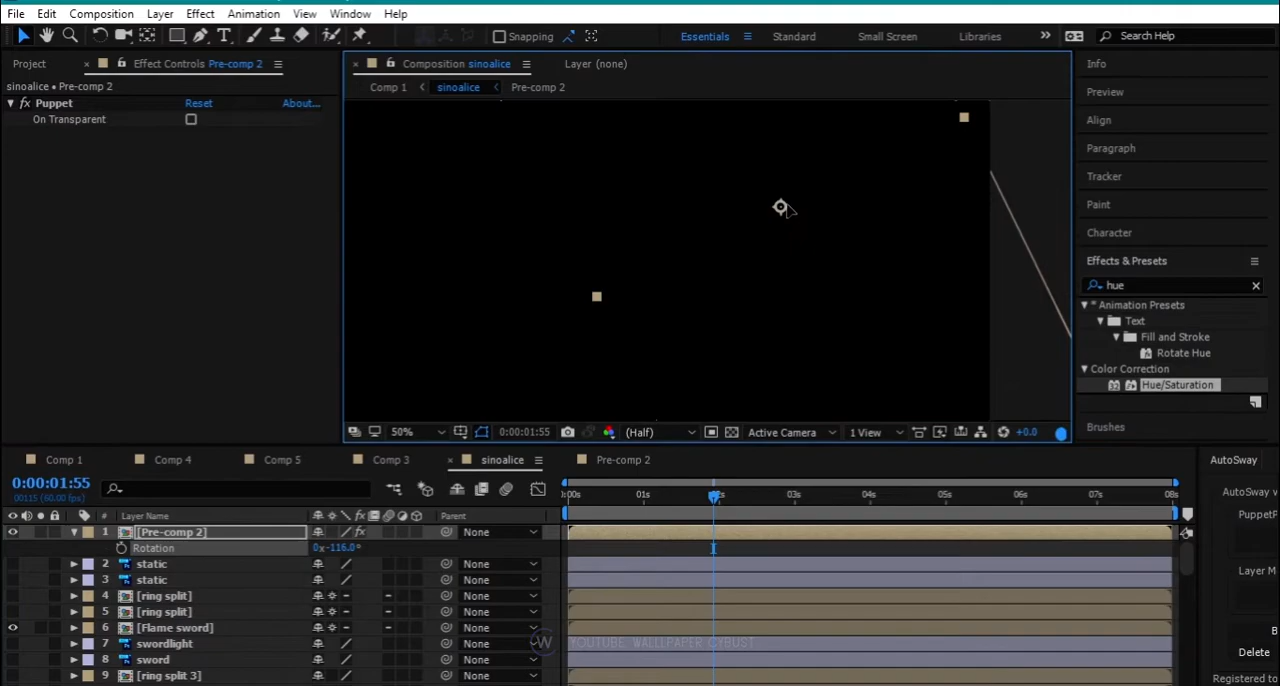 File Edit Composition Layer Effect Animation View Window Help
Snapping Essentials Standard Small Screen Libraries » Search Help
Project × Effect Controls Pre-comp 2 × Composition sinoalice Layer (none) Info
sinoalice • Pre-comp 2 Comp 1 sinoalice Pre-comp 2 Preview
fx Puppet Reset About...
On Transparent Align
Paragraph
Tracker
Paint
Character
Effects & Presets
hue ×
* Animation Presets
Text
Fill and Stroke
Rotate Hue
Color Correction
32 Hue/Saturation
Brushes
50% 0:00:01:55 (Half) Active Camera 1 View +0.0
Comp 1 Comp 4 Comp 5 Comp 3 × sinoalice Pre-comp 2 AutoSway
0:00:01:55
00115 (60.00 fps)
:00s 01s 02s 03s 04s 05s 06s 07s 08s AutoSway v
# Layer Name fx Parent PuppetP
1 [Pre-comp 2] fx None
Rotation 0x-116.0°
2 static None
3 static None Layer M
4 [ring split] None
5 [ring split] None
6 [Flame sword] None B
7 swordlight None W YOUTUBE: WALLPAPER CYBUST
8 sword None Delete
9 [ring split 3] None Registered to